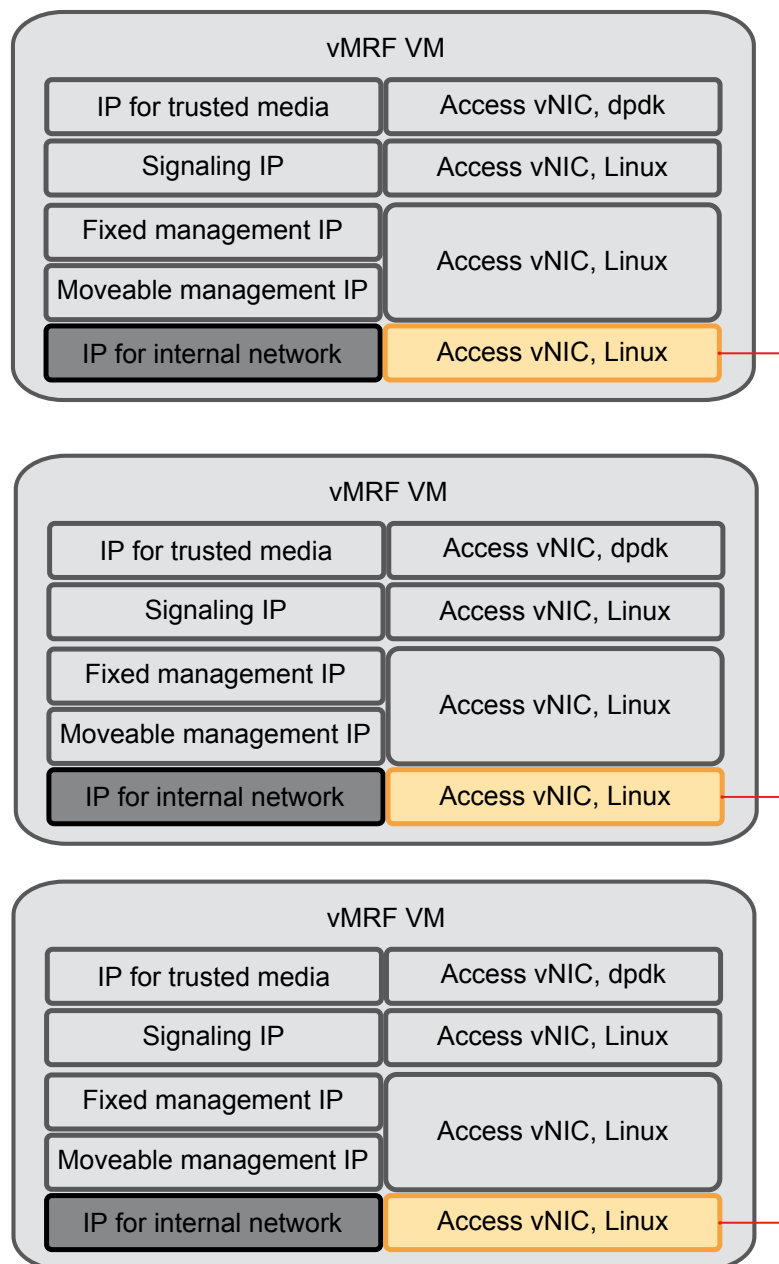 vMRF VM
IP for trusted media
Access vNIC, dpdk
Signaling IP
Access vNIC, Linux
Fixed management IP
Access vNIC, Linux
Moveable management IP
IP for internal network
Access vNIC, Linux
vMRF VM
IP for trusted media
Access vNIC, dpdk
Signaling IP
Access vNIC, Linux
Fixed management IP
Access vNIC, Linux
Moveable management IP
IP for internal network
Access vNIC, Linux
vMRF VM
IP for trusted media
Access vNIC, dpdk
Signaling IP
Access vNIC, Linux
Fixed management IP
Access vNIC, Linux
Moveable management IP
IP for internal network
Access vNIC, Linux